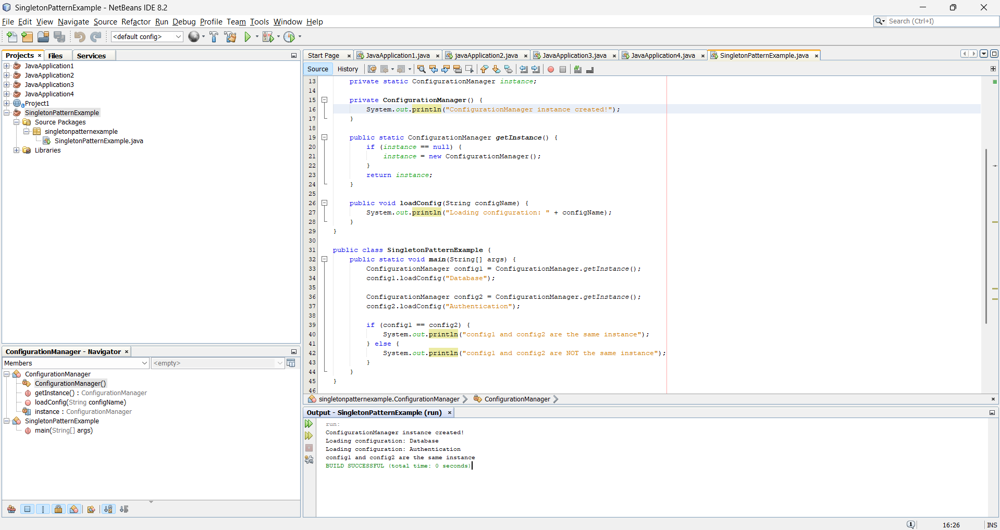 SingletonPatternExample - NetBeans IDE 8.2
File Edit View Navigate Source Refactor Run Debug Profile Team Tools Window Help
Search (Ctrl+I)
<default config>
Projects Files Services
JavaApplication1
JavaApplication2
JavaApplication3
JavaApplication4
Project1
SingletonPatternExample
Source Packages
singletonpatternexample
SingletonPatternExample.java
Libraries
ConfigurationManager - Navigator
Members <empty>
ConfigurationManager
ConfigurationManager()
getInstance() : ConfigurationManager
loadConfig(String configName)
instance : ConfigurationManager
SingletonPatternExample
main(String[] args)
Start Page JavaApplication1.java javaApplication2.java JavaApplication3.java JavaApplication4.java SingletonPatternExample.java
Source History
13 private static ConfigurationManager instance;
14
15 private ConfigurationManager() {
16 System.out.println("ConfigurationManager instance created!");
17 }
18
19 public static ConfigurationManager getInstance() {
20 if (instance == null) {
21 instance = new ConfigurationManager();
22 }
23 return instance;
24 }
25
26 public void loadConfig(String configName) {
27 System.out.println("Loading configuration: " + configName);
28 }
29 }
30
31 public class SingletonPatternExample {
32 public static void main(String[] args) {
33 ConfigurationManager config1 = ConfigurationManager.getInstance();
34 config1.loadConfig("Database");
35
36 ConfigurationManager config2 = ConfigurationManager.getInstance();
37 config2.loadConfig("Authentication");
38
39 if (config1 == config2) {
40 System.out.println("config1 and config2 are the same instance");
41 } else {
42 System.out.println("config1 and config2 are NOT the same instance");
43 }
44 }
45 }
46
singletonpatternexample.ConfigurationManager ConfigurationManager
Output - SingletonPatternExample (run)
run:
ConfigurationManager instance created!
Loading configuration: Database
Loading configuration: Authentication
config1 and config2 are the same instance
BUILD SUCCESSFUL (total time: 0 seconds)
1 16:26 INS